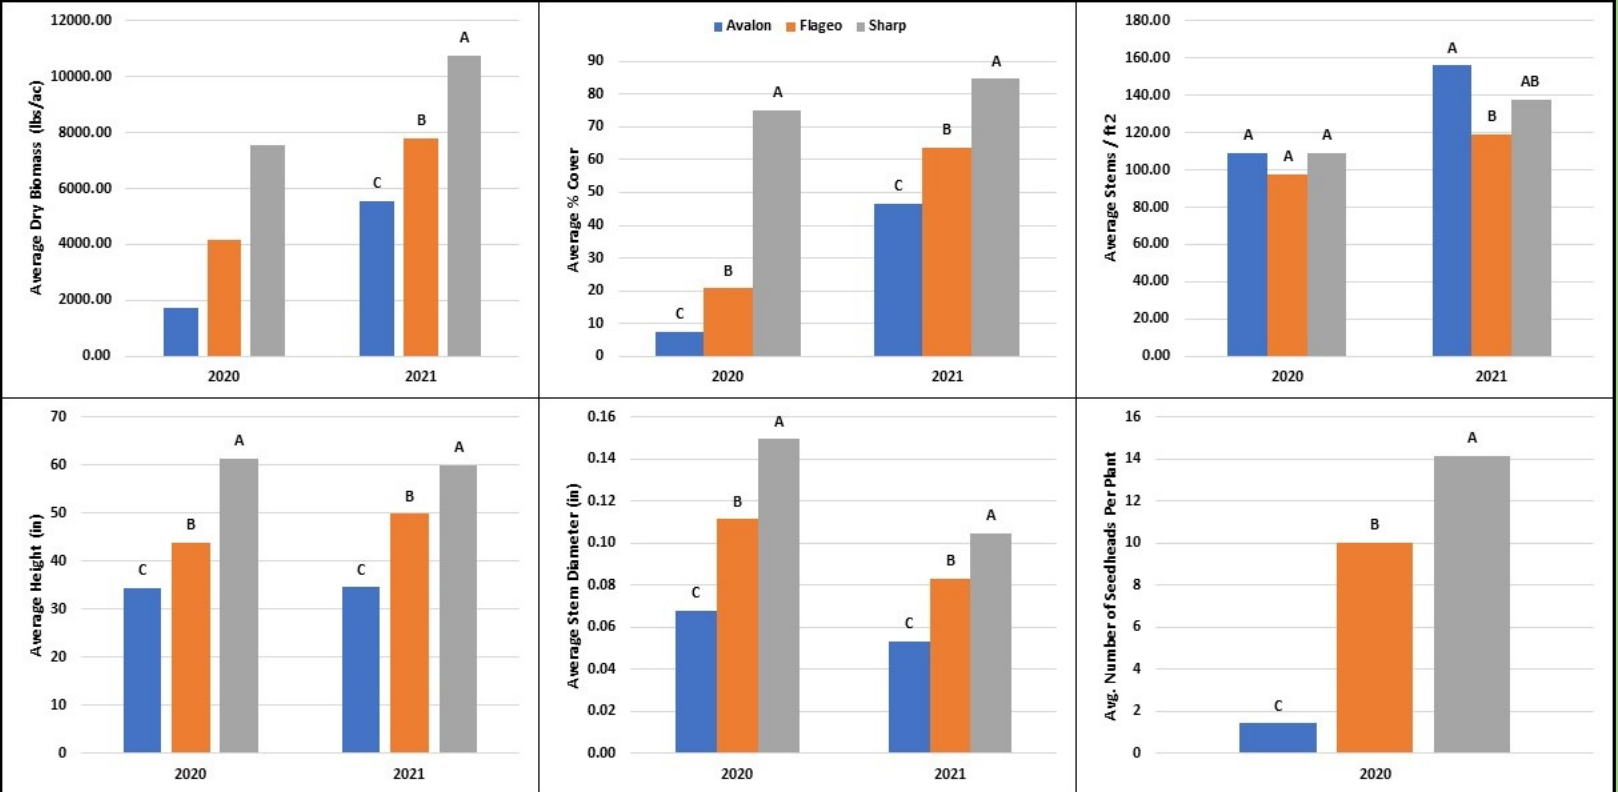 12000.00
10000.00
8000.00
6000.00
4000.00
2000.00
0.00
Average Dry Biomass (lbs/ac)
C
B
A
2020
2021
Avalon Flageo Sharp
90
80
70
60
50
40
30
20
10
0
Average % Cover
C
B
A
C
B
A
2020
2021
180.00
160.00
140.00
120.00
100.00
80.00
60.00
40.00
20.00
0.00
Average Stems / ft2
A
A
A
A
B
AB
2020
2021
70
60
50
40
30
20
10
0
Average Height (in)
C
B
A
C
B
A
2020
2021
0.16
0.14
0.12
0.10
0.08
0.06
0.04
0.02
0.00
Average Stem Diameter (in)
C
B
A
C
B
A
2020
2021
16
14
12
10
8
6
4
2
0
Avg. Number of Seedheads Per Plant
C
B
A
2020